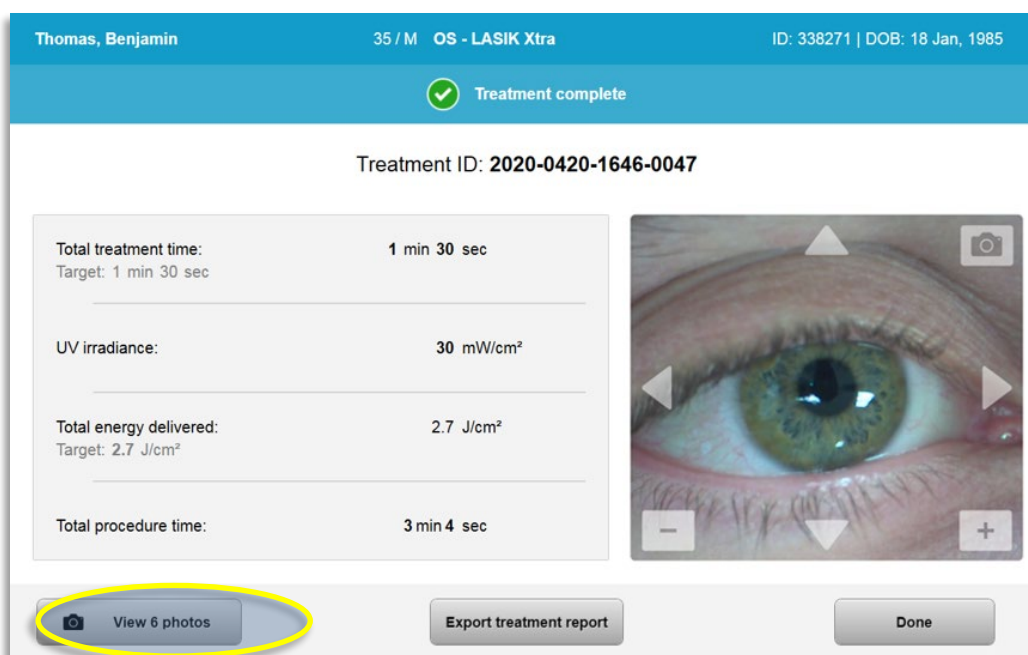 Thomas, Benjamin 35 / M OS - LASIK Xtra ID: 338271 | DOB: 18 Jan, 1985
Treatment complete
Treatment ID: 2020-0420-1646-0047
Total treatment time: 1 min 30 sec
Target: 1 min 30 sec
UV irradiance: 30 mW/cm²
Total energy delivered: 2.7 J/cm²
Target: 2.7 J/cm²
Total procedure time: 3 min 4 sec
View 6 photos Export treatment report Done